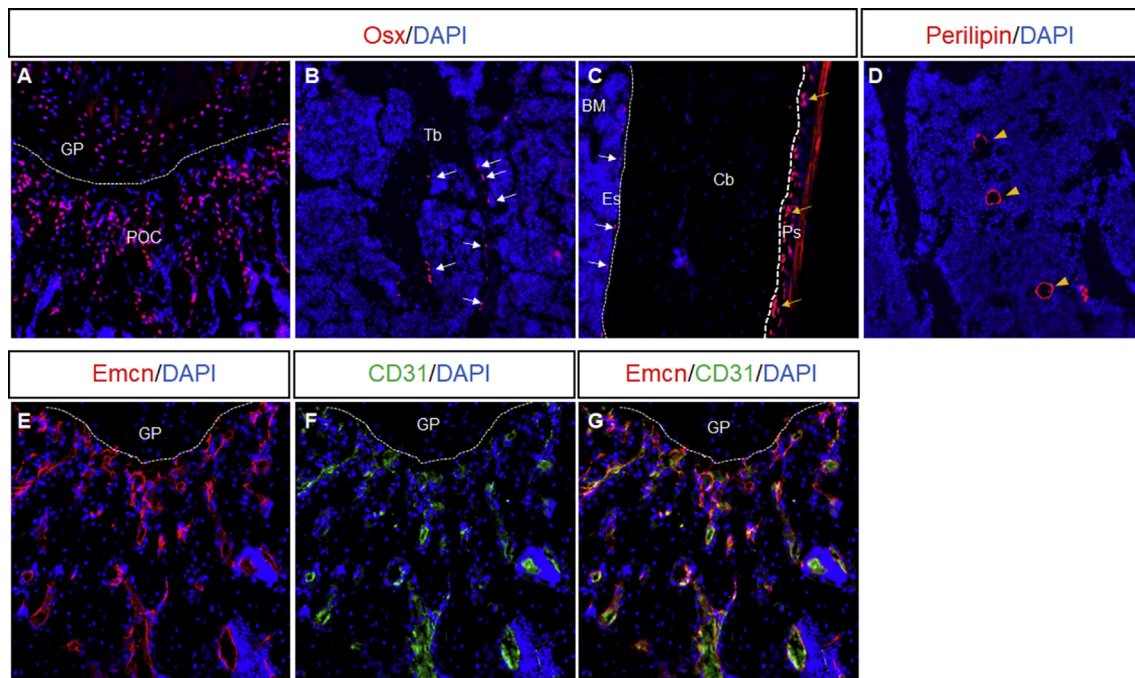 Osx/DAPI
Perilipin/DAPI
A
GP
POC
B
Tb
C
BM
Es
Cb
Ps
D
Emcn/DAPI
CD31/DAPI
Emcn/CD31/DAPI
E
GP
F
GP
G
GP